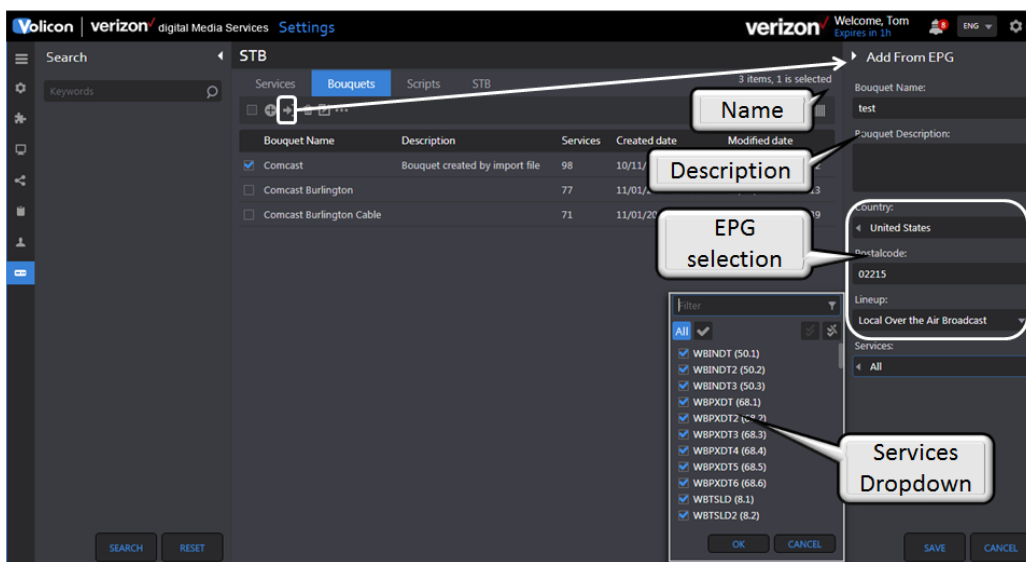 Volicon verizon✓ digital Media Services Settings
verizon✓ Welcome, Tom
Expires in 1h
8
ENG
Search
STB
Add From EPG
Keywords
Services Bouquets Scripts STB
3 items, 1 is selected
Bouquet Name:
test
Name
Bouquet Description:
Description
Bouquet Name Description Services Created date Modified date
Comcast Bouquet created by import file 98 10/11/
Comcast Burlington 77 11/01/2
Comcast Burlington Cable 71 11/01/20
EPG
selection
Country:
United States
Postalcode:
02215
Lineup:
Local Over the Air Broadcast
Services:
All
Filter
All
WBINDT (50.1)
WBINDT2 (50.2)
WBINDT3 (50.3)
WBPXDT (68.1)
WBPXDT2 (68.2)
WBPXDT3 (68.3)
WBPXDT4 (68.4)
WBPXDT5 (68.5)
WBPXDT6 (68.6)
WBTSLD (8.1)
WBTSLD2 (8.2)
Services
Dropdown
OK CANCEL
SEARCH RESET
SAVE CANCEL